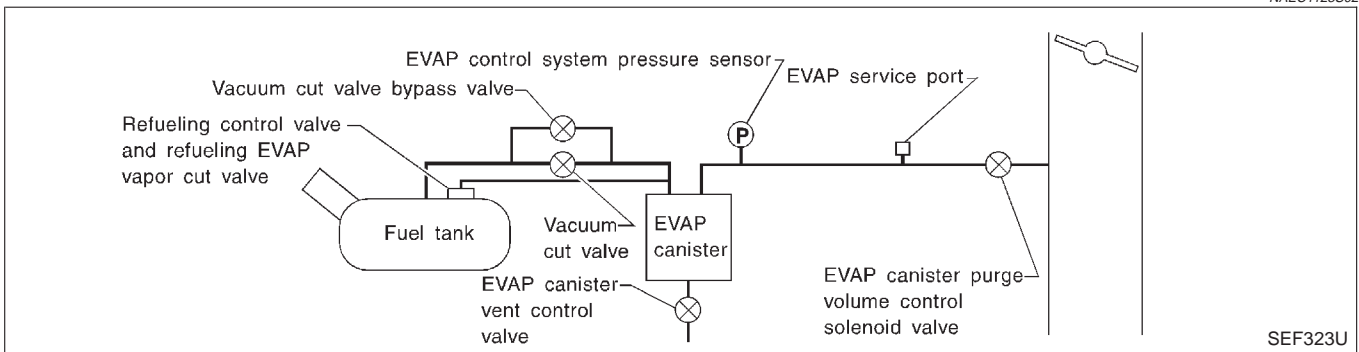 EVAP control system pressure sensor
EVAP service port
Vacuum cut valve bypass valve
Refueling control valve
and refueling EVAP
vapor cut valve
P
Fuel tank
Vacuum
cut valve
EVAP
canister
EVAP canister
vent control
valve
EVAP canister purge
volume control
solenoid valve
SEF323U